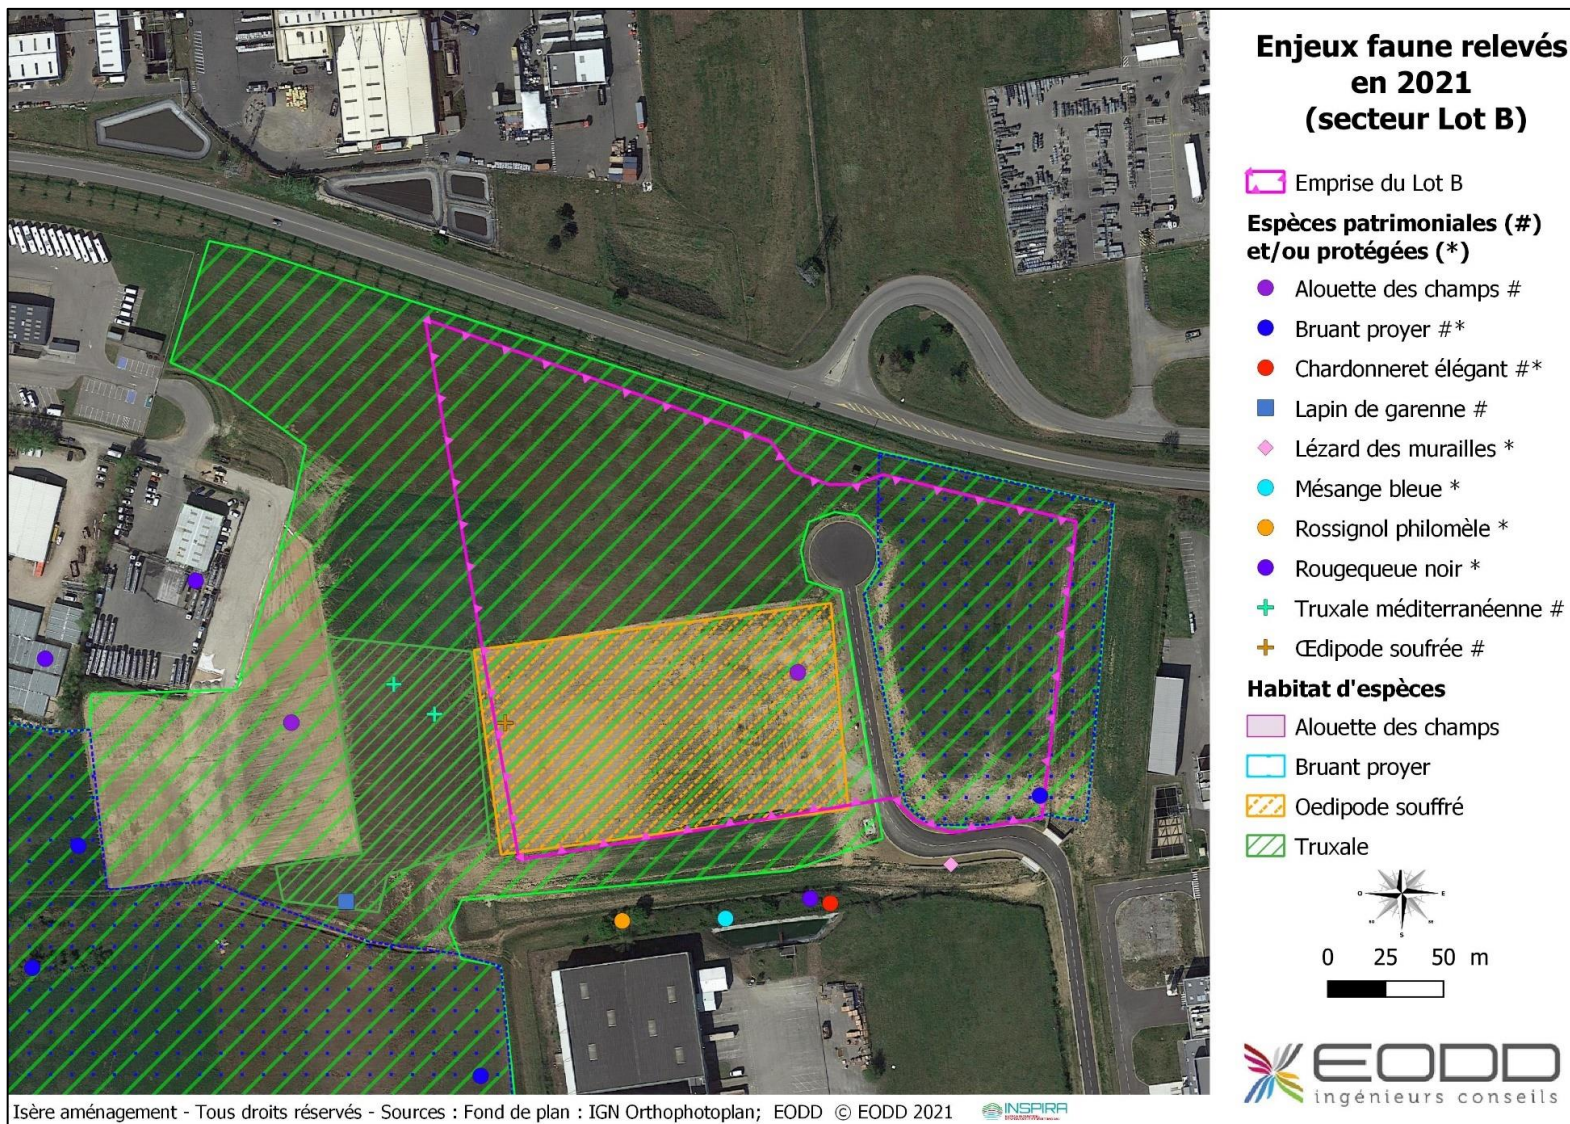 Enjeux faune relevés
en 2021
(secteur Lot B)
Emprise du Lot B
Espèces patrimoniales (#)
et/ou protégées (*)
Alouette des champs #
Bruant proyer #*
Chardonneret élégant #*
Lapin de garenne #
Lézard des murailles *
Mésange bleue *
Rossignol philomèle *
Rougequeue noir *
Truxale méditerranéenne #
Œdipode soufrée #
Habitat d'espèces
Alouette des champs
Bruant proyer
Oedipode souffré
Truxale
N
O E
S
0 25 50 m
EODD
ingénieurs conseils
Isère aménagement - Tous droits réservés - Sources : Fond de plan : IGN Orthophotoplan; EODD © EODD 2021
INSPIRA